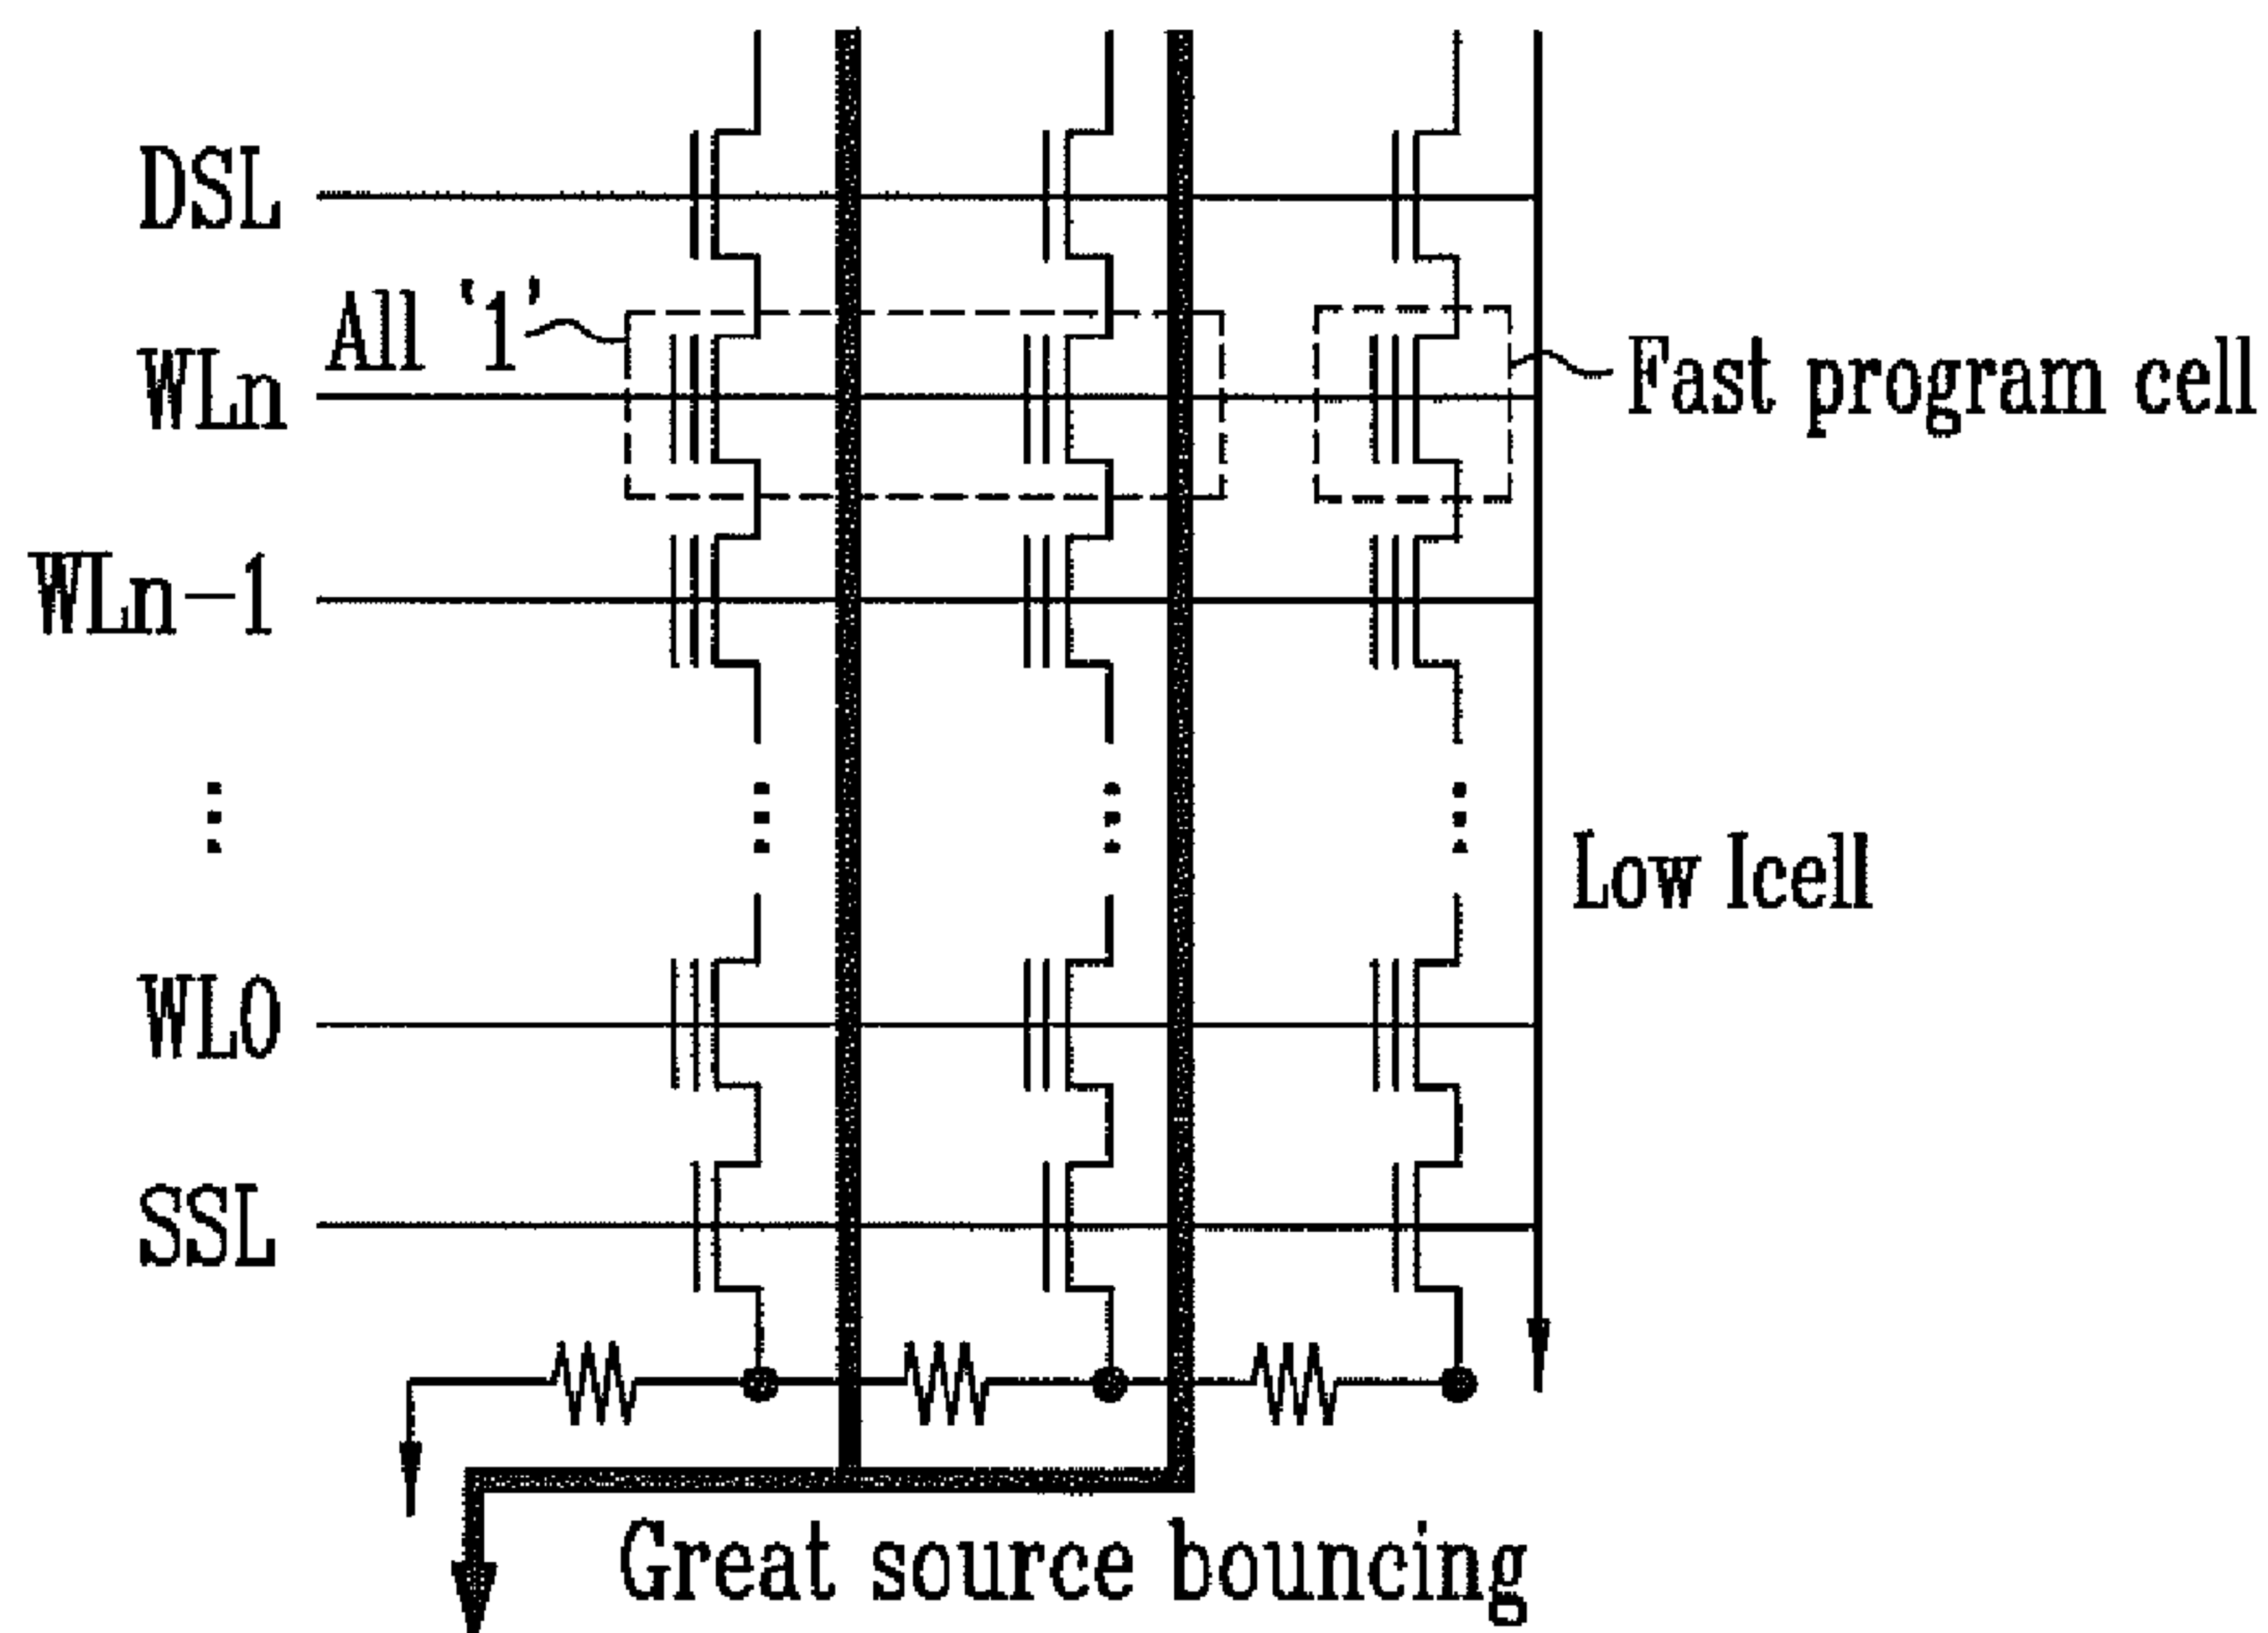 DSL
All '1'
WLn
Fast program cell
WLn-1
Low Icell
WL0
SSL
Great source bouncing